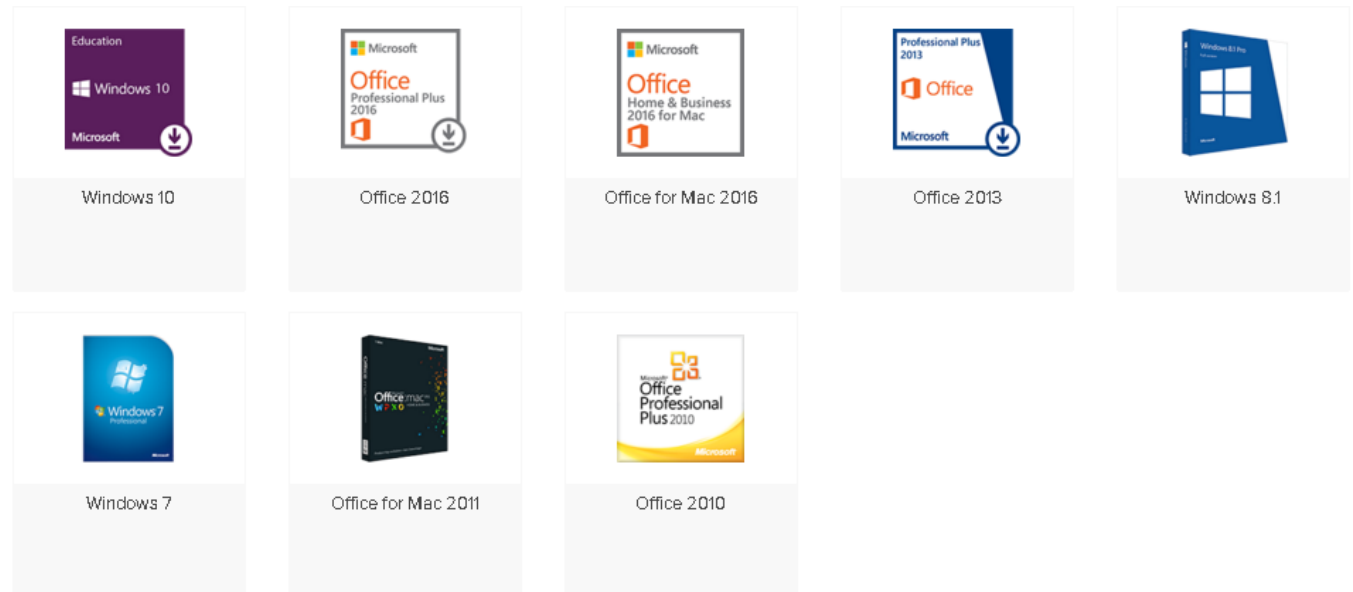 Education
Windows 10
Microsoft
Microsoft
Office
Professional Plus
2016
Microsoft
Office
Home & Business
2016 for Mac
Professional Plus
2013
Office
Microsoft
Windows 8.1 Pro
Windows 10
Office 2016
Office for Mac 2016
Office 2013
Windows 8.1
Windows 7
Professional
Microsoft
Office:mac
Microsoft
Office
Professional
Plus 2010
Microsoft
Windows 7
Office for Mac 2011
Office 2010